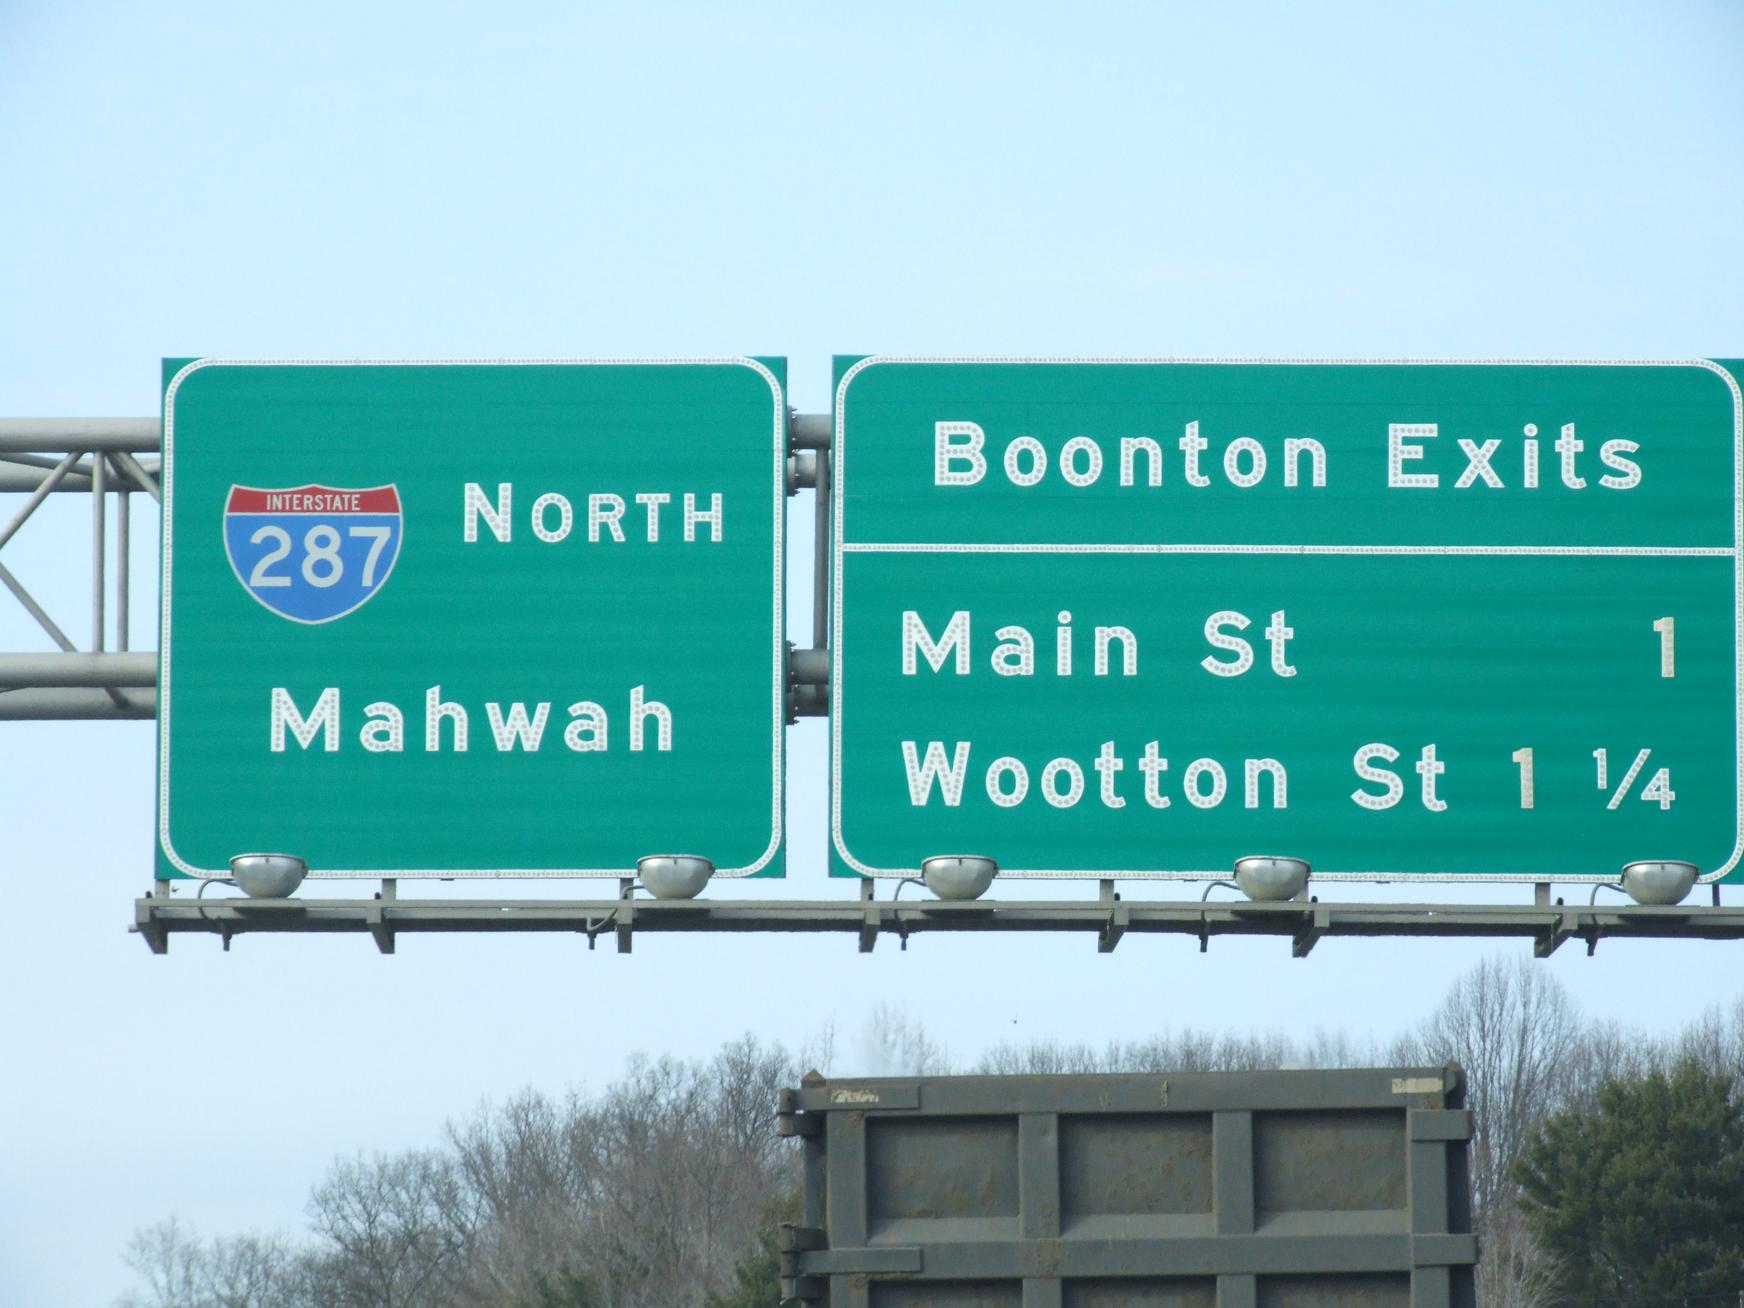 INTERSTATE
287 NORTH
Mahwah
Boonton Exits
Main St 1
Wootton St 1 1/4